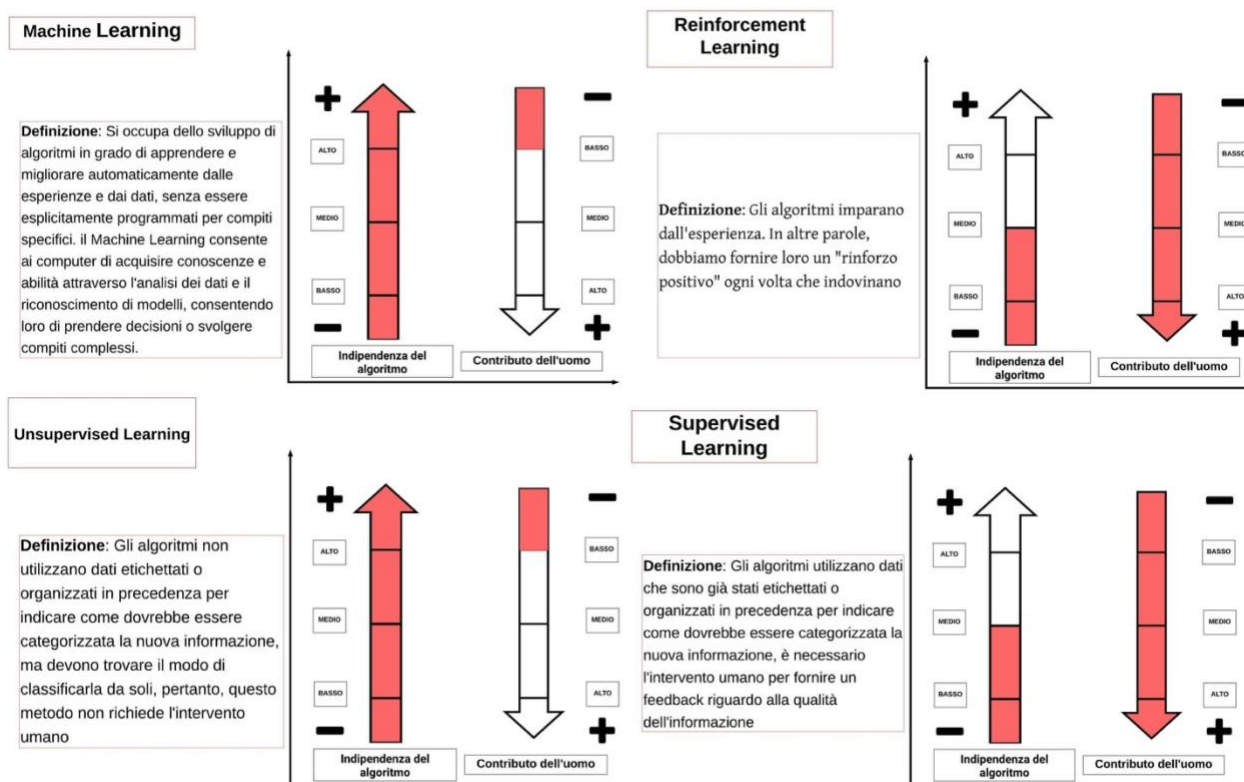 Machine Learning
Definizione: Si occupa dello sviluppo di
algoritmi in grado di apprendere e
migliorare automaticamente dalle
esperienze e dai dati, senza essere
esplicitamente programmati per compiti
specifici. il Machine Learning consente
ai computer di acquisire conoscenze e
abilità attraverso l'analisi dei dati e il
riconoscimento di modelli, consentendo
loro di prendere decisioni o svolgere
compiti complessi.
+
ALTO
MEDIO
BASSO
−
Indipendenza del
algoritmo
−
BASSO
MEDIO
ALTO
+
Contributo dell'uomo
Reinforcement
Learning
Definizione: Gli algoritmi imparano
dall'esperienza. In altre parole,
dobbiamo fornire loro un "rinforzo
positivo" ogni volta che indovinano
+
ALTO
MEDIO
BASSO
−
Indipendenza del
algoritmo
−
BASSO
MEDIO
ALTO
+
Contributo dell'uomo
Unsupervised Learning
Definizione: Gli algoritmi non
utilizzano dati etichettati o
organizzati in precedenza per
indicare come dovrebbe essere
categorizzata la nuova informazione,
ma devono trovare il modo di
classificarla da soli, pertanto, questo
metodo non richiede l'intervento
umano
+
ALTO
MEDIO
BASSO
−
Indipendenza del
algoritmo
−
BASSO
MEDIO
ALTO
+
Contributo dell'uomo
Supervised
Learning
Definizione: Gli algoritmi utilizzano dati
che sono già stati etichettati o
organizzati in precedenza per indicare
come dovrebbe essere categorizzata la
nuova informazione, è necessario
l'intervento umano per fornire un
feedback riguardo alla qualità
dell'informazione
+
ALTO
MEDIO
BASSO
−
Indipendenza del
algoritmo
−
BASSO
MEDIO
ALTO
+
Contributo dell'uomo